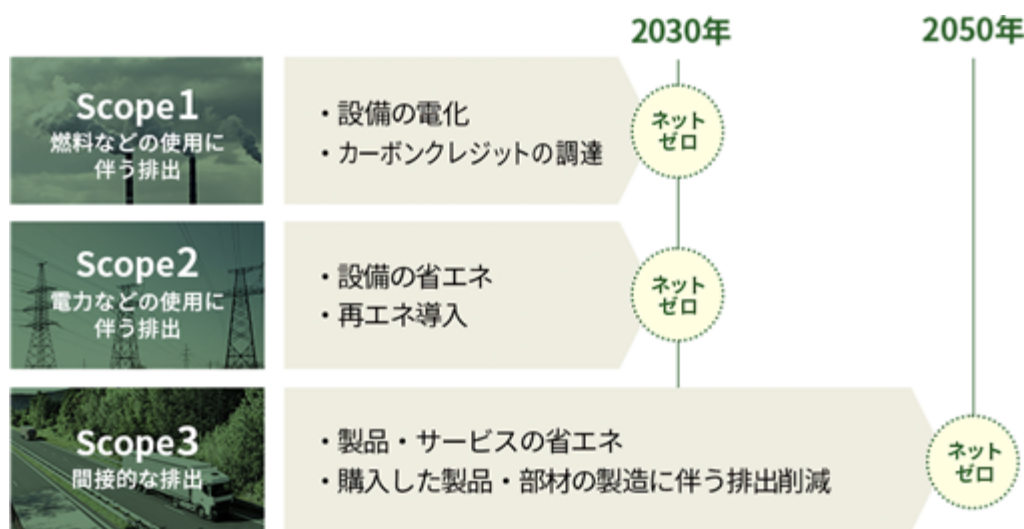 2030年
2050年
Scope1
燃料などの使用に
伴う排出
・設備の電化
・カーボンクレジットの調達
ネット
ゼロ
Scope2
電力などの使用に
伴う排出
・設備の省エネ
・再エネ導入
ネット
ゼロ
Scope3
間接的な排出
・製品・サービスの省エネ
・購入した製品・部材の製造に伴う排出削減
ネット
ゼロ